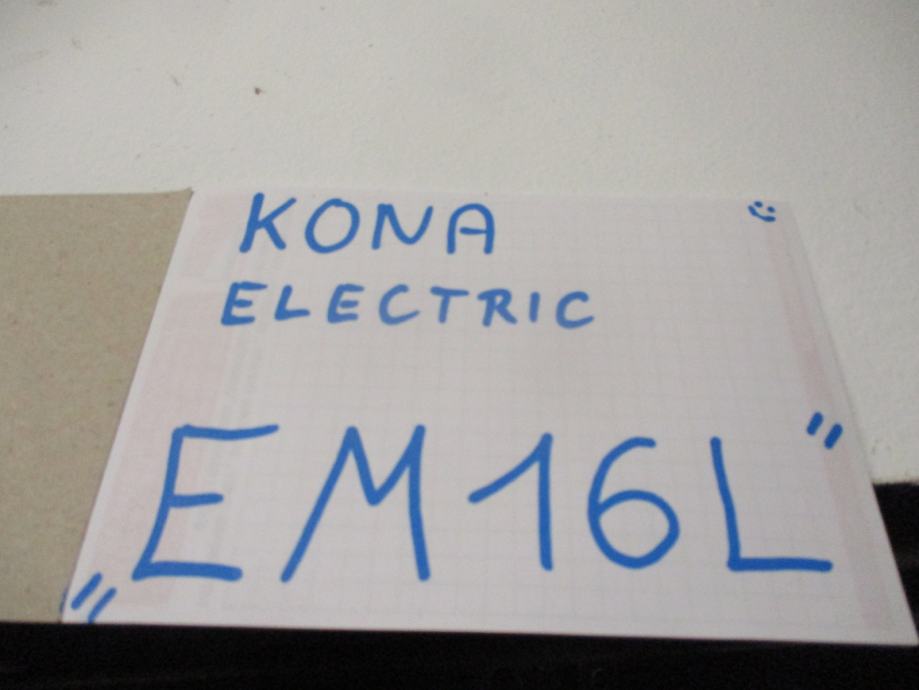 KONA
ELECTRIC
„EM16L”